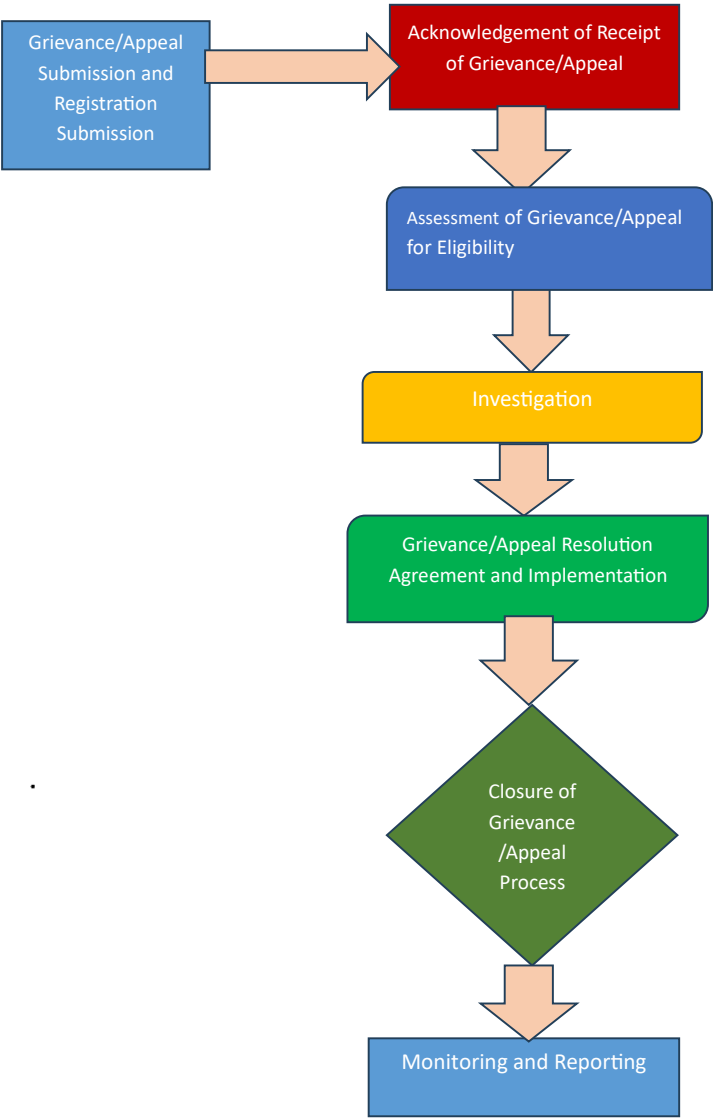 Grievance/Appeal
Submission and
Registration
Submission
Acknowledgement of Receipt
of Grievance/Appeal
Assessment of Grievance/Appeal
for Eligibility
Investigation
Grievance/Appeal Resolution
Agreement and Implementation
.
Closure of
Grievance
/Appeal
Process
Monitoring and Reporting